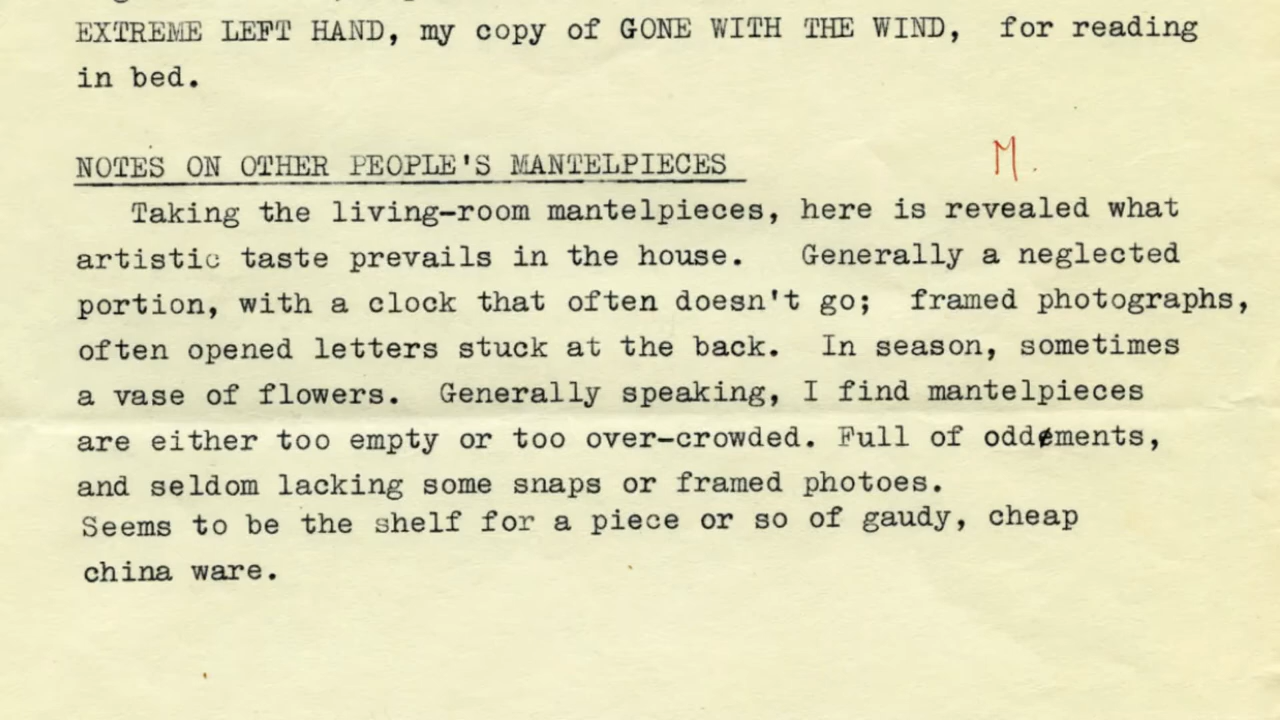 EXTREME LEFT HAND, my copy of GONE WITH THE WIND, for reading
in bed.
M.
NOTES ON OTHER PEOPLE'S MANTELPIECES
Taking the living-room mantelpieces, here is revealed what
artistic taste prevails in the house. Generally a neglected
portion, with a clock that often doesn't go; framed photographs,
often opened letters stuck at the back. In season, sometimes
a vase of flowers. Generally speaking, I find mantelpieces
are either too empty or too over-crowded. Full of oddments,
and seldom lacking some snaps or framed photoes.
Seems to be the shelf for a piece or so of gaudy, cheap
china ware.